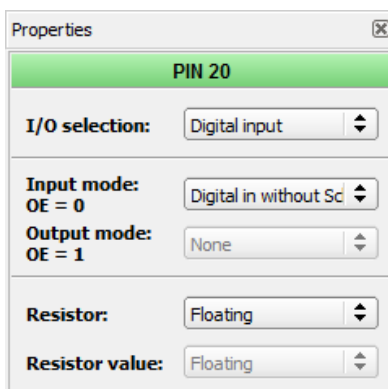 Properties
PIN 20
I/O selection: Digital input
Input mode:
OE = 0 Digital in without Sc
Output mode:
OE = 1 None
Resistor: Floating
Resistor value: Floating